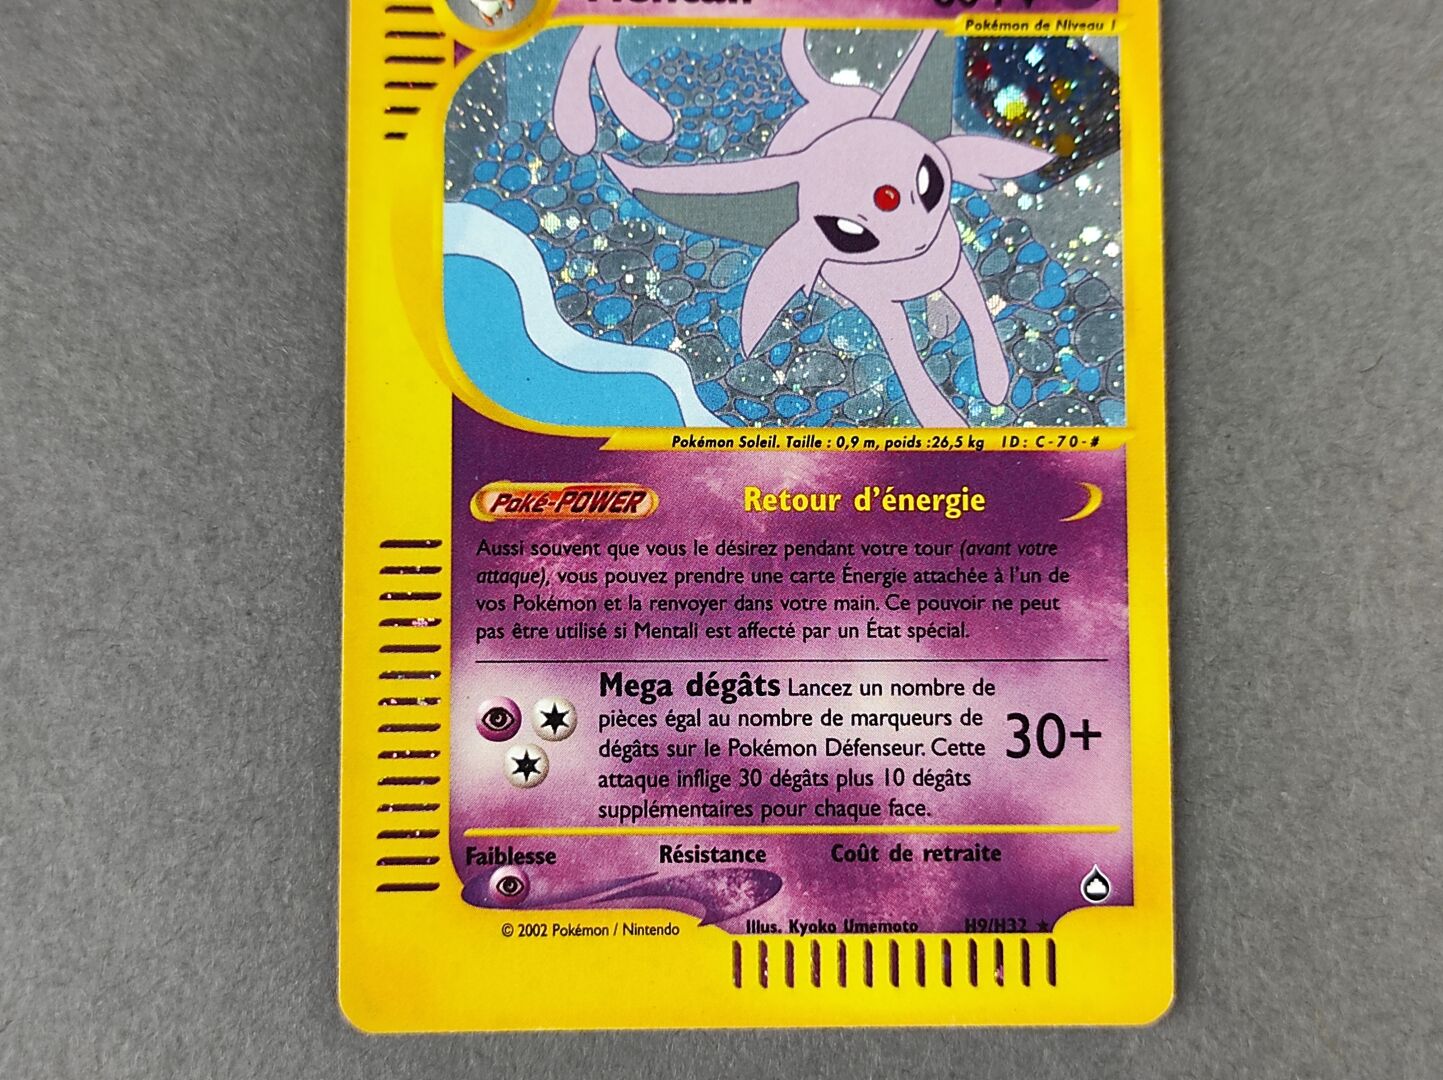 Pokémon de Niveau 1
Pokémon Soleil. Taille : 0,9 m, poids :26,5 kg ID: C-70-#
Poké-POWER Retour d'énergie
Aussi souvent que vous le désirez pendant votre tour (avant votre
attaque), vous pouvez prendre une carte Énergie attachée à l'un de
vos Pokémon et la renvoyer dans votre main. Ce pouvoir ne peut
pas être utilisé si Mentali est affecté par un État spécial.
Mega dégâts Lancez un nombre de
pièces égal au nombre de marqueurs de
dégâts sur le Pokémon Défenseur. Cette
attaque inflige 30 dégâts plus 10 dégâts
supplémentaires pour chaque face.
30+
Faiblesse Résistance Coût de retraite
© 2002 Pokémon / Nintendo
Illus. Kyoko Umemoto H9/H32 ★